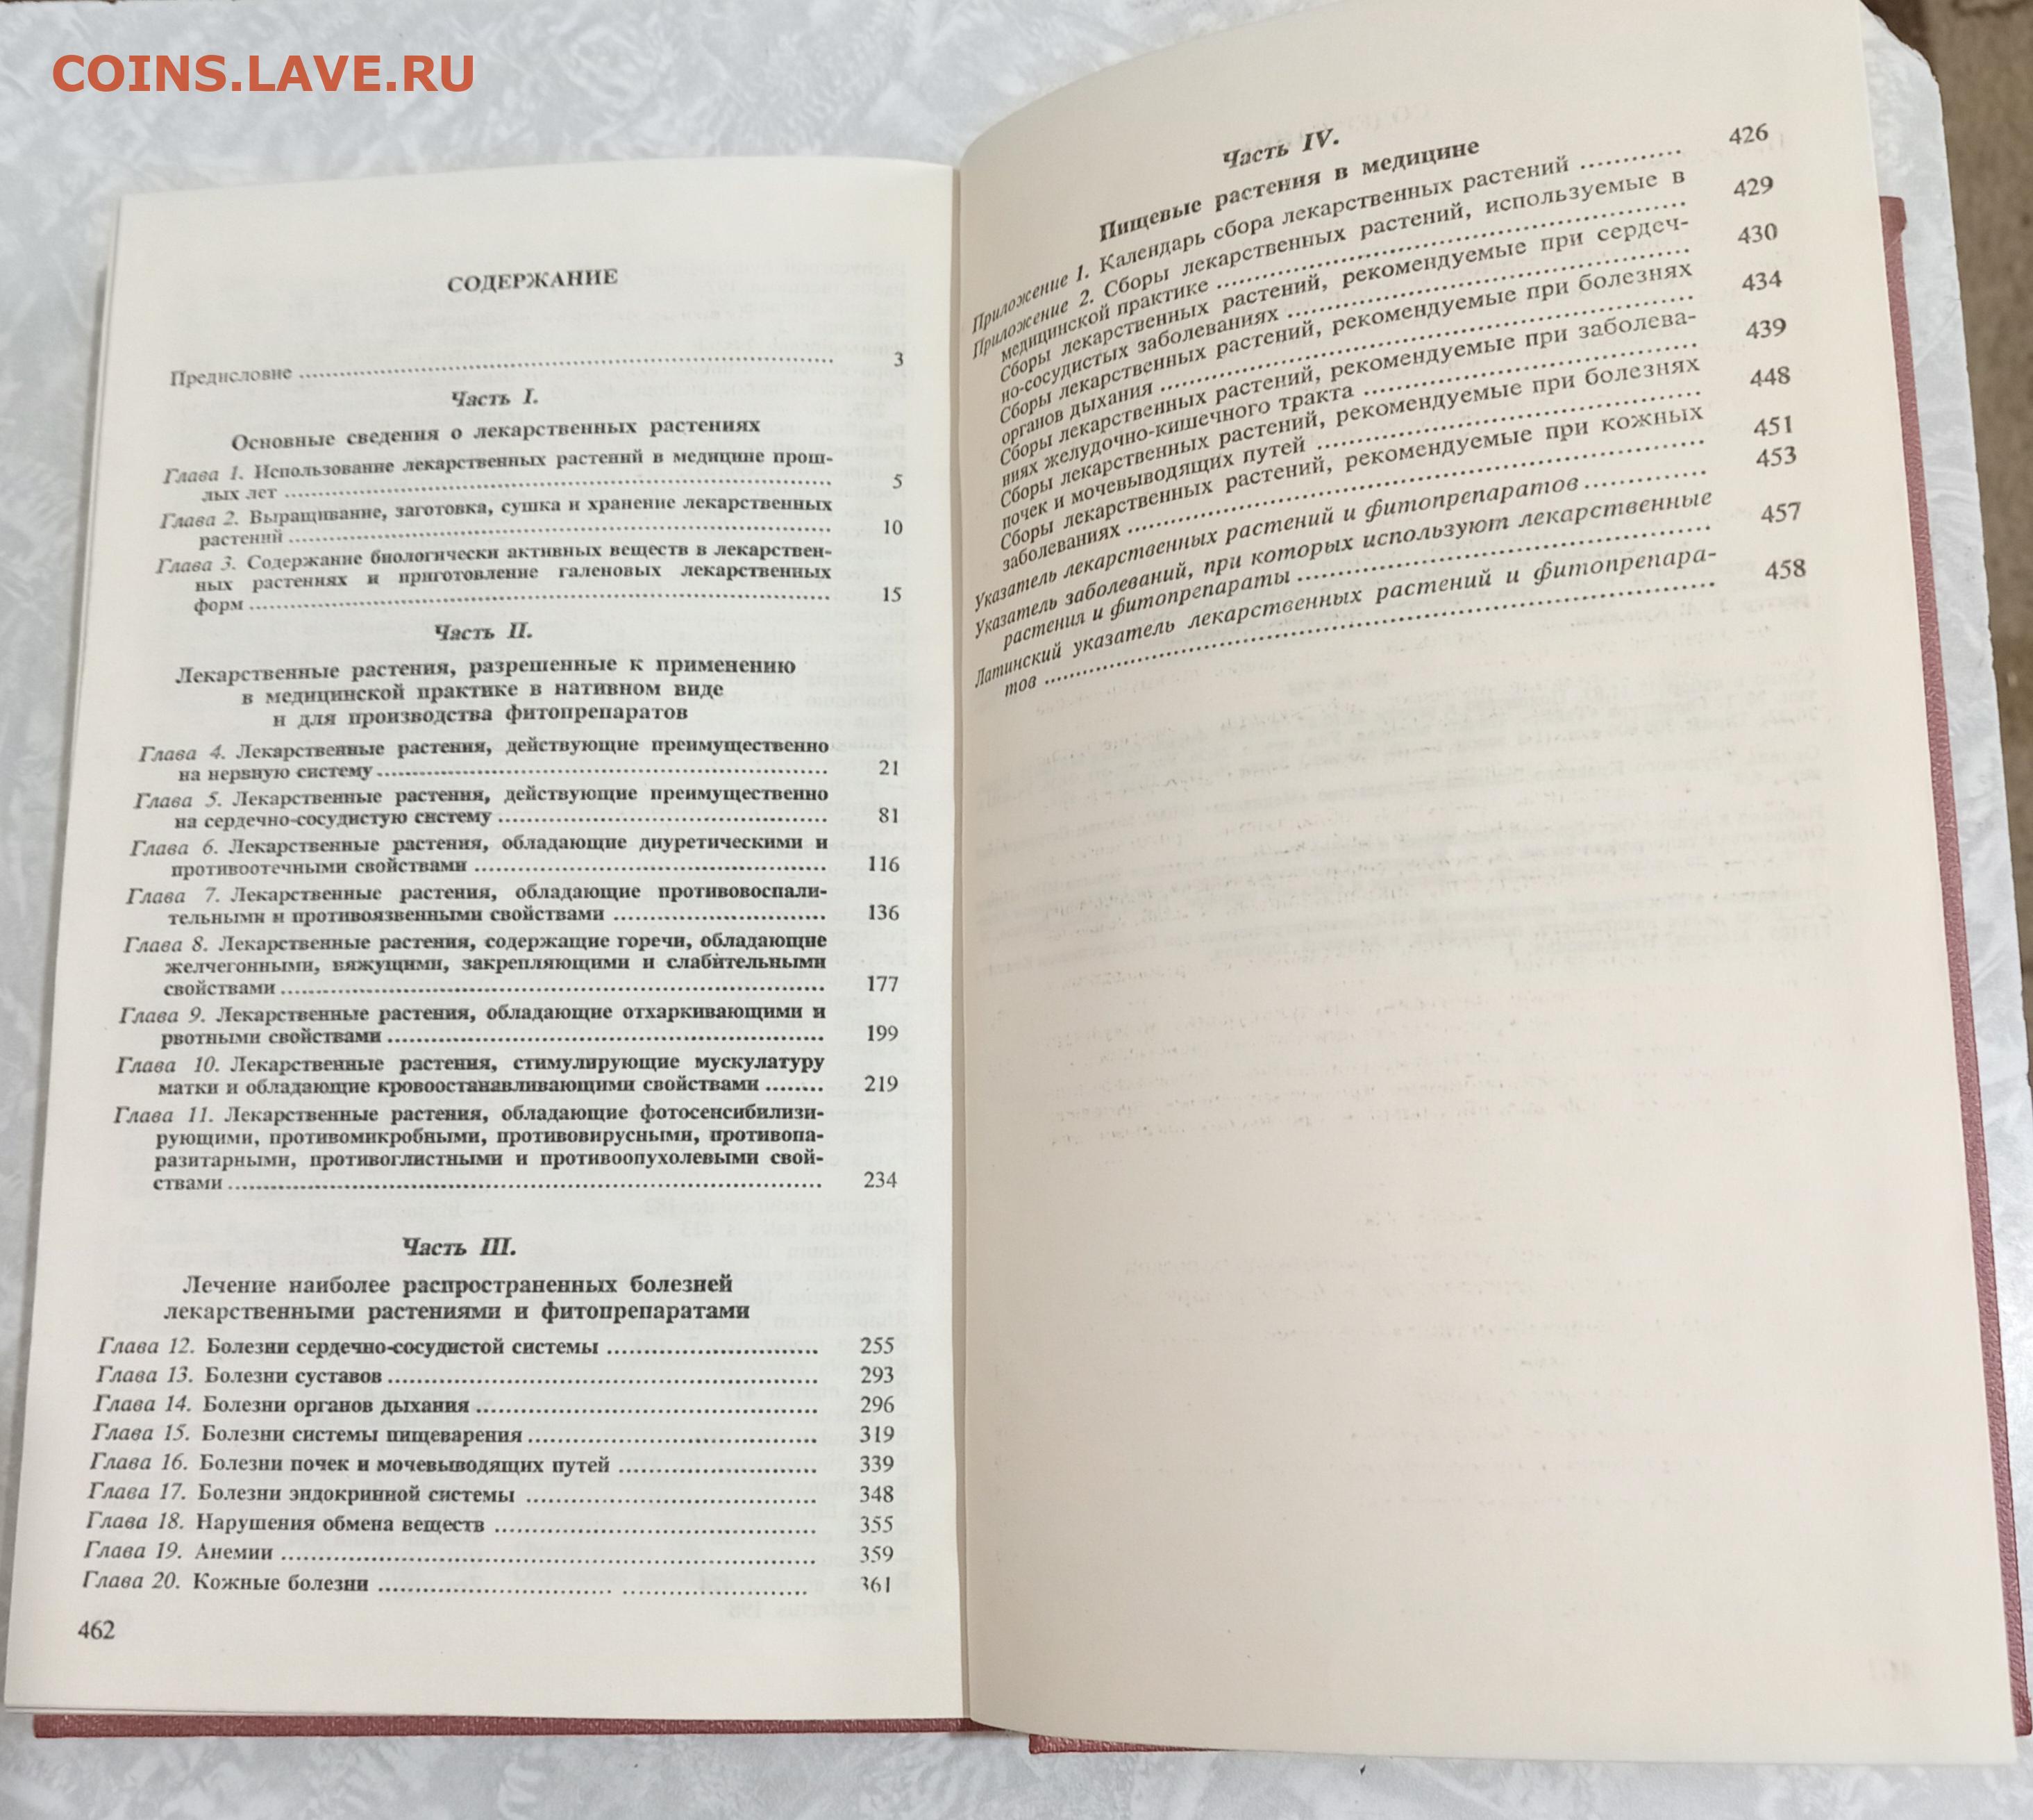 COINS.LAVE.RU
СОДЕРЖАНИЕ
Предисловие ........ 3
Часть I.
Основные сведения о лекарственных растениях
Глава 1. Использование лекарственных растений в медицине прош-
лых лет ........ 5
Глава 2. Выращивание, заготовка, сушка и хранение лекарственных
растений ........ 10
Глава 3. Содержание биологически активных веществ в лекарствен-
ных растениях и приготовление галеновых лекарственных
форм ........ 15
Часть II.
Лекарственные растения, разрешенные к применению
в медицинской практике в нативном виде
и для производства фитопрепаратов
Глава 4. Лекарственные растения, действующие преимущественно
на нервную систему ........ 21
Глава 5. Лекарственные растения, действующие преимущественно
на сердечно-сосудистую систему ........ 81
Глава 6. Лекарственные растения, обладающие диуретическими и
противоотечными свойствами ........ 116
Глава 7. Лекарственные растения, обладающие противовоспали-
тельными и противоязвенными свойствами ........ 136
Глава 8. Лекарственные растения, содержащие горечи, обладающие
желчегонными, вяжущими, закрепляющими и слабительными
свойствами ........ 177
Глава 9. Лекарственные растения, обладающие отхаркивающими и
рвотными свойствами ........ 199
Глава 10. Лекарственные растения, стимулирующие мускулатуру
матки и обладающие кровоостанавливающими свойствами ........ 219
Глава 11. Лекарственные растения, обладающие фотосенсибилизи-
рующими, противомикробными, противовирусными, противопа-
разитарными, противоглистными и противоопухолевыми свой-
ствами ........ 234
Часть III.
Лечение наиболее распространенных болезней
лекарственными растениями и фитопрепаратами
Глава 12. Болезни сердечно-сосудистой системы ........ 255
Глава 13. Болезни суставов ........ 293
Глава 14. Болезни органов дыхания ........ 296
Глава 15. Болезни системы пищеварения ........ 319
Глава 16. Болезни почек и мочевыводящих путей ........ 339
Глава 17. Болезни эндокринной системы ........ 348
Глава 18. Нарушения обмена веществ ........ 355
Глава 19. Анемии ........ 359
Глава 20. Кожные болезни ........ 361
462
Часть IV.
Пищевые растения в медицине
Приложение 1. Календарь сбора лекарственных растений ........ 426
Приложение 2. Сборы лекарственных растений, используемые в
медицинской практике ........ 429
Сборы лекарственных растений, рекомендуемые при сердеч-
но-сосудистых заболеваниях ........ 430
Сборы лекарственных растений, рекомендуемые при болезнях
органов дыхания ........ 434
Сборы лекарственных растений, рекомендуемые при заболева-
ниях желудочно-кишечного тракта ........ 439
Сборы лекарственных растений, рекомендуемые при болезнях
почек и мочевыводящих путей ........ 448
Сборы лекарственных растений, рекомендуемые при кожных
заболеваниях ........ 451
Указатель лекарственных растений и фитопрепаратов ........ 453
Указатель заболеваний, при которых используют лекарственные
растения и фитопрепараты ........ 457
Латинский указатель лекарственных растений и фитопрепара-
тов ........ 458